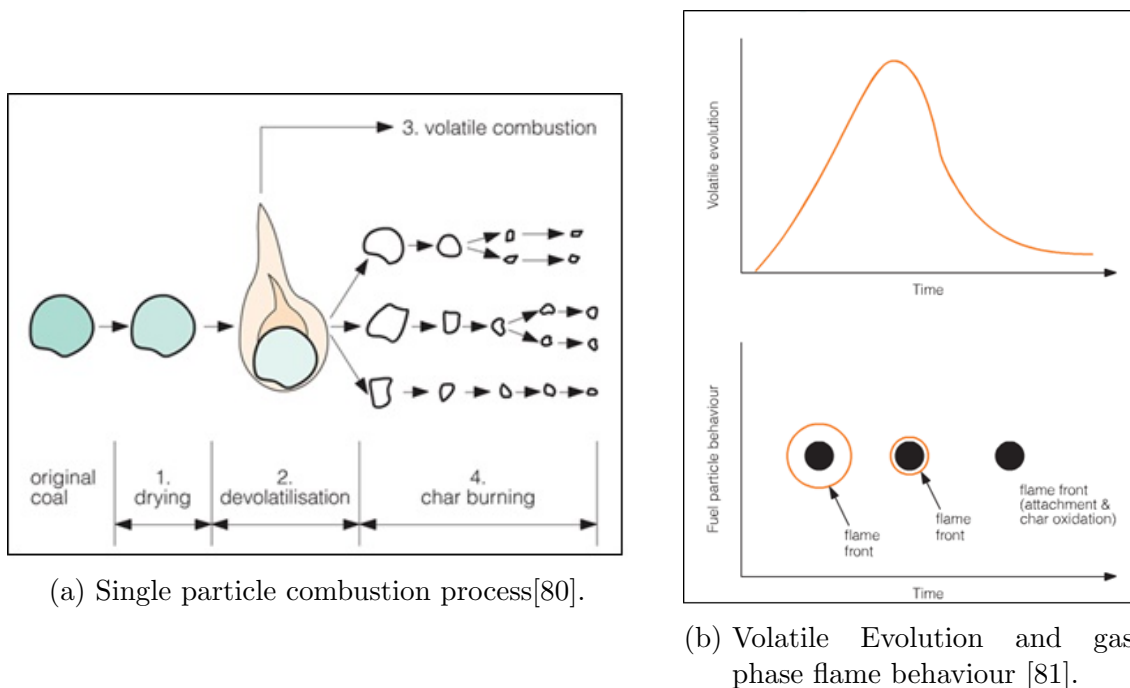 3. volatile combustion
original
coal
1.
drying
2.
devolatilisation
4.
char burning
(a) Single particle combustion process[80].
Volatile evolution
Time
Fuel particle behaviour
flame
front
flame
front
flame front
(attachment &
char oxidation)
Time
(b) Volatile Evolution and gas
phase flame behaviour [81].